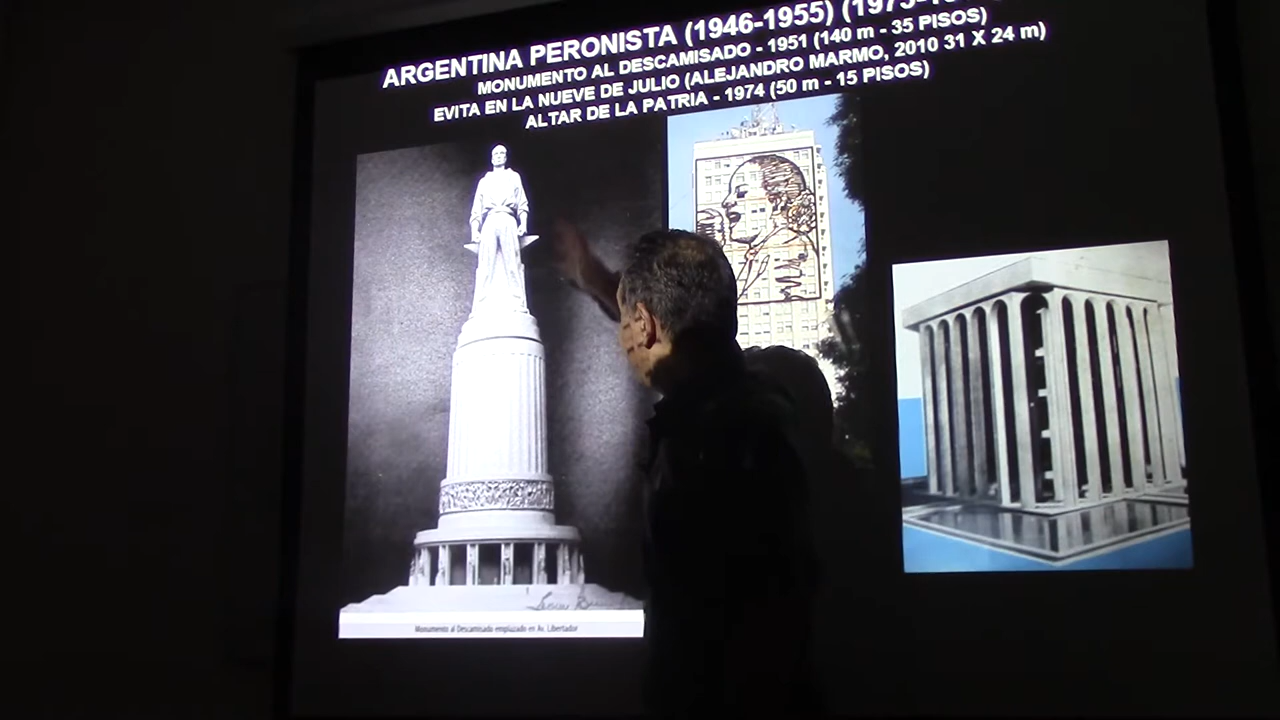 ARGENTINA PERONISTA (1946-1955) (1973-
MONUMENTO AL DESCAMISADO - 1951 (140 m - 35 PISOS)
EVITA EN LA NUEVE DE JULIO (ALEJANDRO MARMO, 2010 31 X 24 m)
ALTAR DE LA PATRIA - 1974 (50 m - 15 PISOS)
Monumento al Descamisado emplazado en Av. Libertador